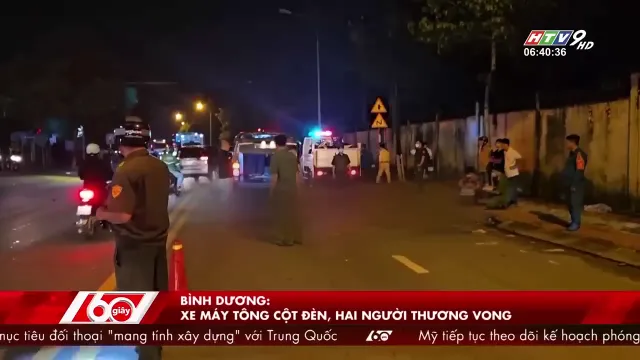 HTV9 HD
06:40:36
BÌNH DƯƠNG:
60 giây
XE MÁY TÔNG CỘT ĐÈN, HAI NGƯỜI THƯƠNG VONG
mục tiêu đối thoại "mang tính xây dựng" với Trung Quốc 60 Mỹ tiếp tục theo dõi kế hoạch phóng